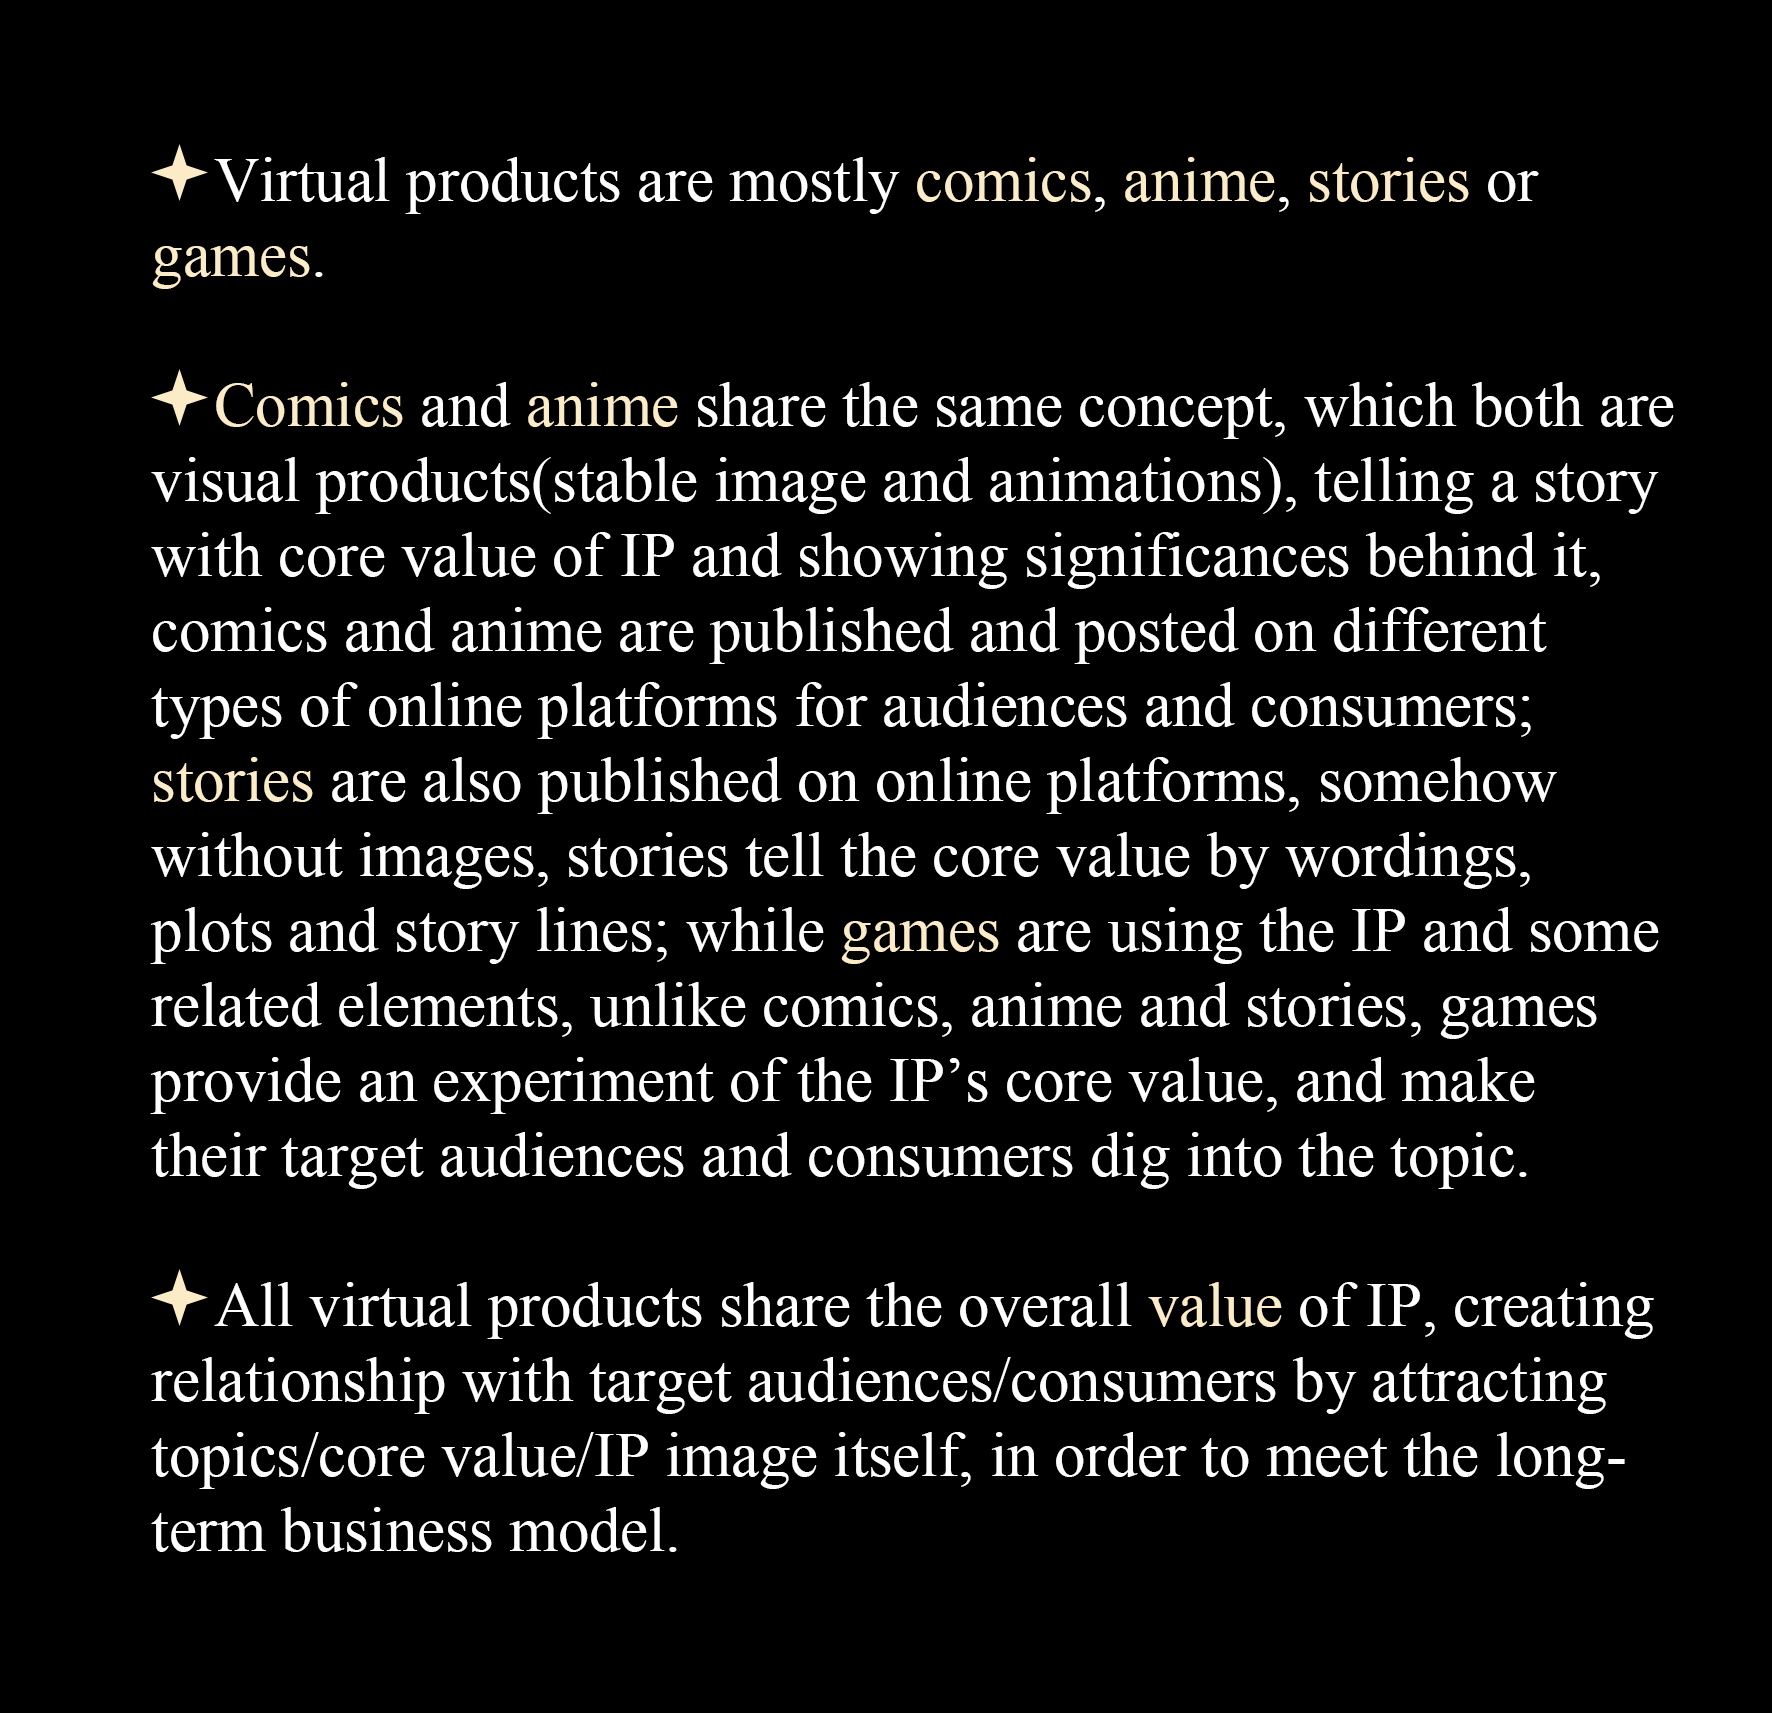 ✦Virtual products are mostly comics, anime, stories or
games.
✦Comics and anime share the same concept, which both are
visual products(stable image and animations), telling a story
with core value of IP and showing significances behind it,
comics and anime are published and posted on different
types of online platforms for audiences and consumers;
stories are also published on online platforms, somehow
without images, stories tell the core value by wordings,
plots and story lines; while games are using the IP and some
related elements, unlike comics, anime and stories, games
provide an experiment of the IP’s core value, and make
their target audiences and consumers dig into the topic.
✦All virtual products share the overall value of IP, creating
relationship with target audiences/consumers by attracting
topics/core value/IP image itself, in order to meet the long-
term business model.